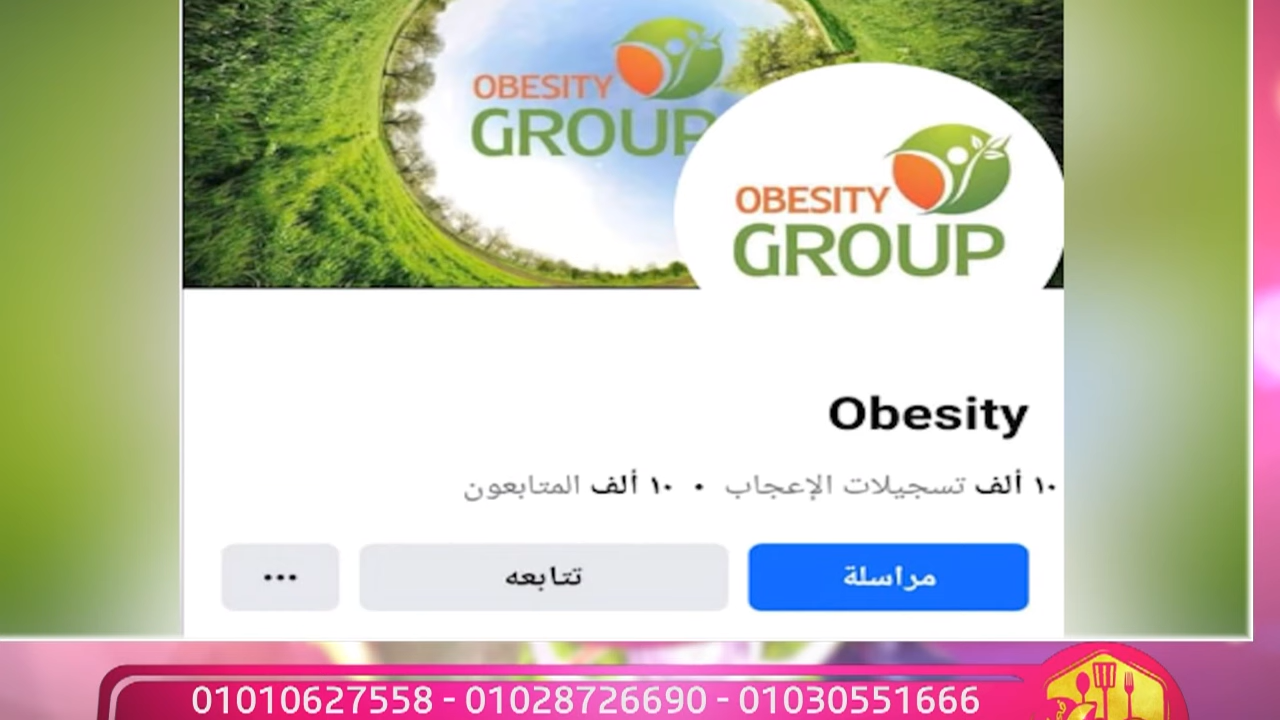 OBESITY
GROUP
OBESITY
GROUP
Obesity
١٠ ألف تسجيلات الإعجاب • ١٠ ألف المتابعون
مراسلة
تتابعه
01010627558 - 01028726690 - 01030551666